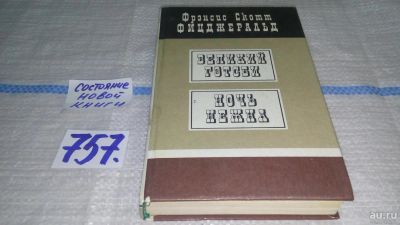 Фрэнсис Скотт
ФИЦДЖЕРАЛЬД
ВЕЛИКИЙ
ГЭТСБИ
НОЧЬ
НЕЖНА
СОСТОЯНИЕ
НОВОЙ
КНИГИ
757.
au.ru